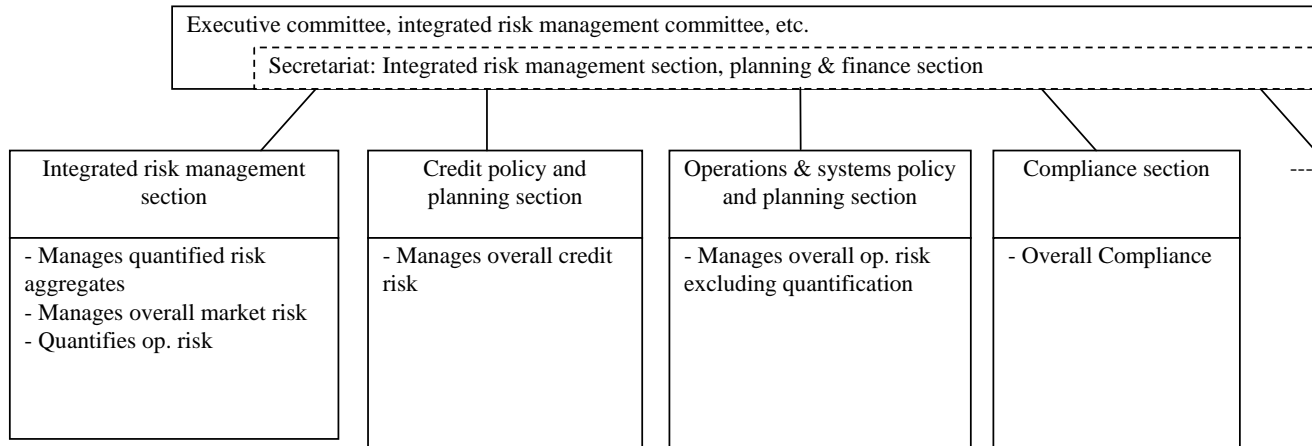 Executive committee, integrated risk management committee, etc.
Secretariat: Integrated risk management section, planning & finance section
Integrated risk management
section
- Manages quantified risk
aggregates
- Manages overall market risk
- Quantifies op. risk
Credit policy and
planning section
- Manages overall credit
risk
Operations & systems policy
and planning section
- Manages overall op. risk
excluding quantification
Compliance section
- Overall Compliance
---